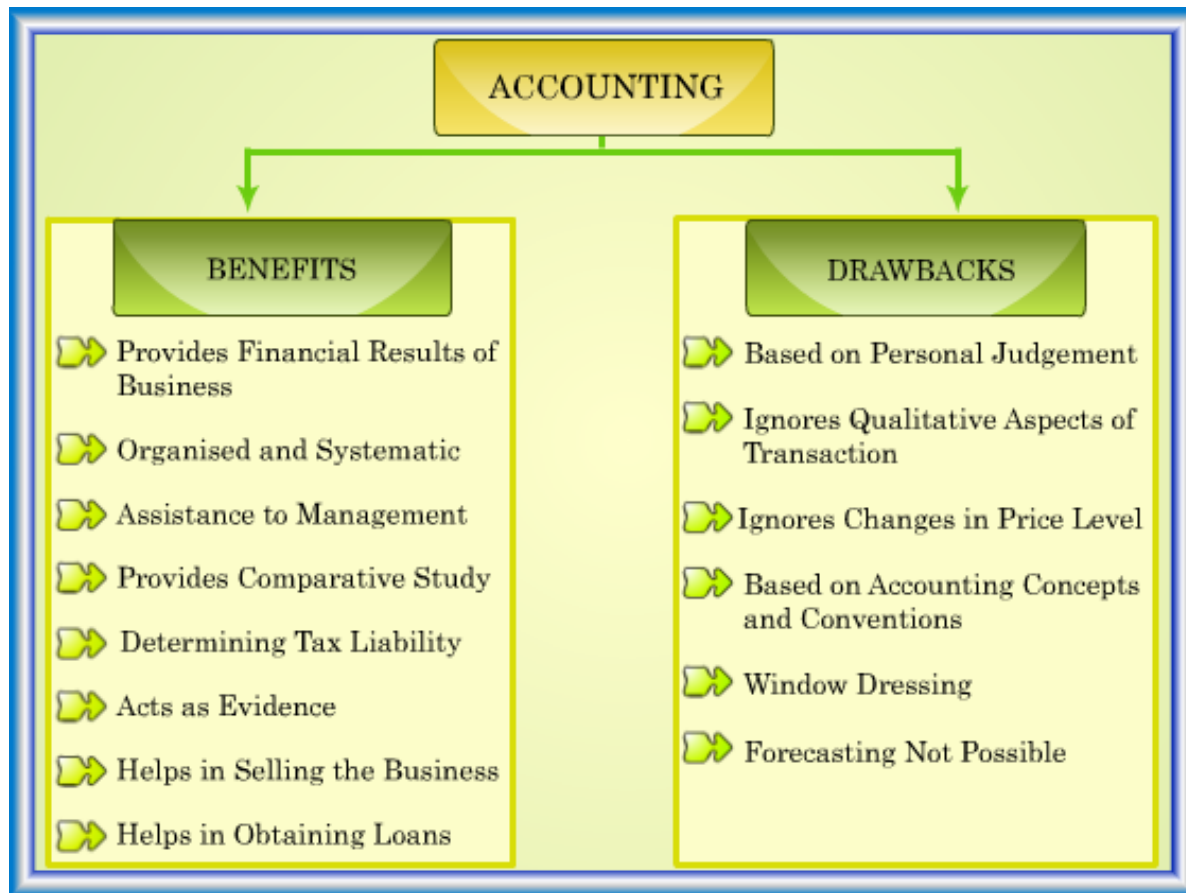 ACCOUNTING
BENEFITS
Provides Financial Results of
Business
Organised and Systematic
Assistance to Management
Provides Comparative Study
Determining Tax Liability
Acts as Evidence
Helps in Selling the Business
Helps in Obtaining Loans
DRAWBACKS
Based on Personal Judgement
Ignores Qualitative Aspects of
Transaction
Ignores Changes in Price Level
Based on Accounting Concepts
and Conventions
Window Dressing
Forecasting Not Possible